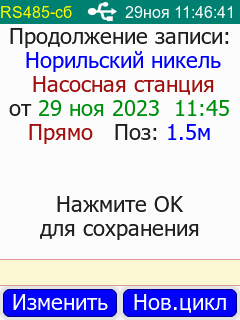 RS485-сб 29ноя 11:46:41
Продолжение записи:
Норильский никель
Насосная станция
от 29 ноя 2023 11:45
Прямо Поз: 1.5м
Нажмите ОК
для сохранения
Изменить Нов.цикл